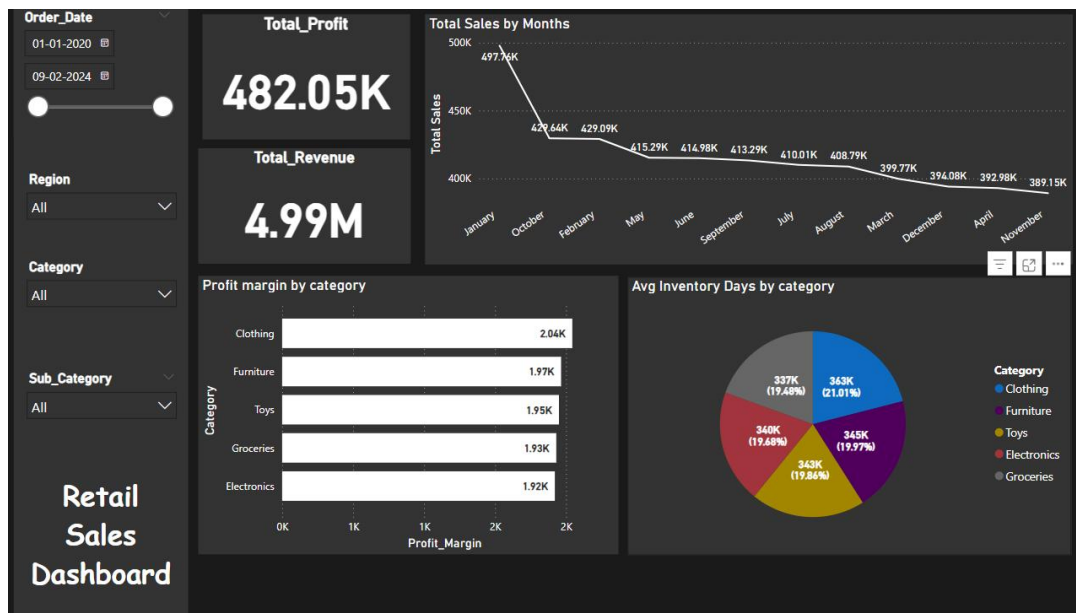 Order_Date
01-01-2020
09-02-2024
Region
All
Category
All
Sub_Category
All
Retail
Sales
Dashboard
Total_Profit
482.05K
Total_Revenue
4.99M
Total Sales by Months
Total Sales
500K
450K
400K
497.76K
429.64K
429.09K
415.29K
414.98K
413.29K
410.01K
408.79K
399.77K
394.08K
392.98K
389.15K
January
October
February
May
June
September
July
August
March
December
April
November
Profit margin by category
Category
Clothing
2.04K
Furniture
1.97K
Toys
1.95K
Groceries
1.93K
Electronics
1.92K
0K
1K
1K
2K
2K
Profit_Margin
Avg Inventory Days by category
337K
(19.48%)
363K
(21.01%)
340K
(19.68%)
345K
(19.97%)
343K
(19.86%)
Category
Clothing
Furniture
Toys
Electronics
Groceries